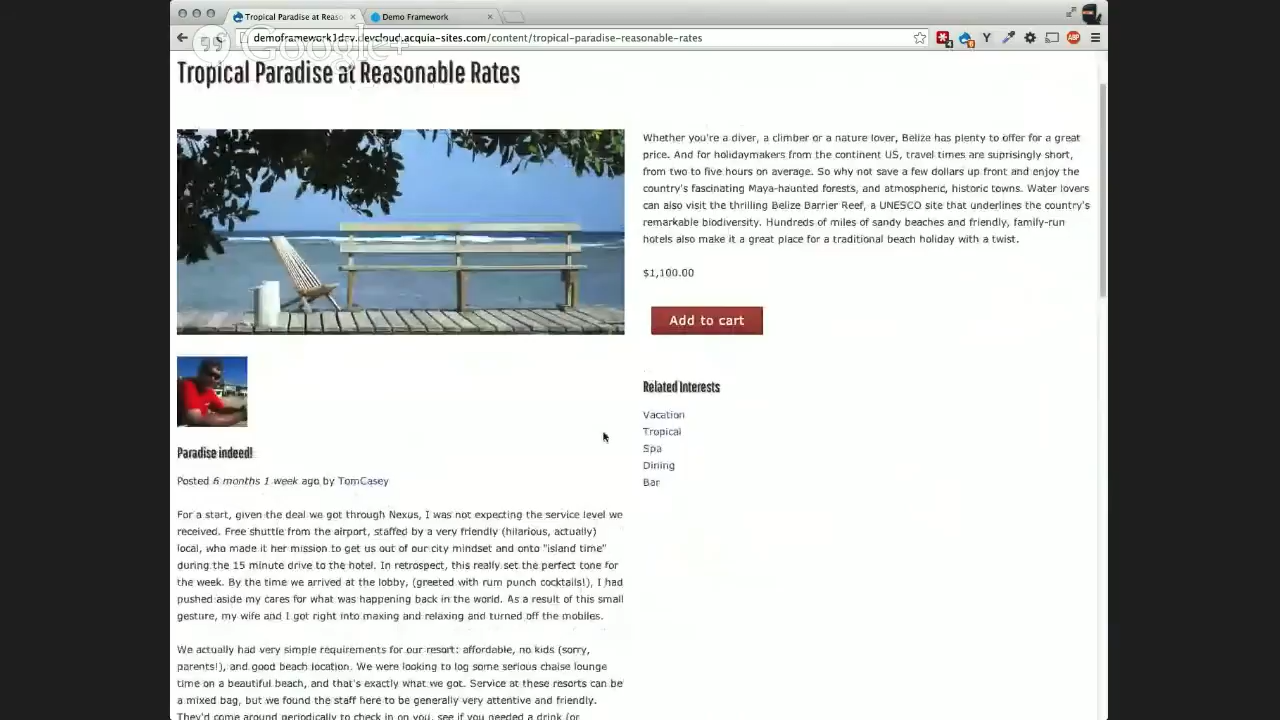 Tropical Paradise at Reaso
Demo Framework
demoframework1dev.devcloud.acquia-sites.com/content/tropical-paradise-reasonable-rates
Google+
Tropical Paradise at Reasonable Rates
Whether you're a diver, a climber or a nature lover, Belize has plenty to offer for a great
price. And for holidaymakers from the continent US, travel times are suprisingly short,
from two to five hours on average. So why not save a few dollars up front and enjoy the
country's fascinating Maya-haunted forests, and atmospheric, historic towns. Water lovers
can also visit the thrilling Belize Barrier Reef, a UNESCO site that underlines the country's
remarkable biodiversity. Hundreds of miles of sandy beaches and friendly, family-run
hotels also make it a great place for a traditional beach holiday with a twist.
$1,100.00
Add to cart
Related Interests
Vacation
Tropical
Spa
Dining
Bar
Paradise indeed!
Posted 6 months 1 week ago by TomCasey
For a start, given the deal we got through Nexus, I was not expecting the service level we
received. Free shuttle from the airport, staffed by a very friendly (hilarious, actually)
local, who made it her mission to get us out of our city mindset and onto "island time"
during the 15 minute drive to the hotel. In retrospect, this really set the perfect tone for
the week. By the time we arrived at the lobby, (greeted with rum punch cocktails!), I had
pushed aside my cares for what was happening back in the world. As a result of this small
gesture, my wife and I got right into maxing and relaxing and turned off the mobiles.
We actually had very simple requirements for our resort: affordable, no kids (sorry,
parents!), and good beach location. We were looking to log some serious chaise lounge
time on a beautiful beach, and that's exactly what we got. Service at these resorts can be
a mixed bag, but we found the staff here to be generally very attentive and friendly.
They'd come around periodically to check in on you, see if you needed a drink (or